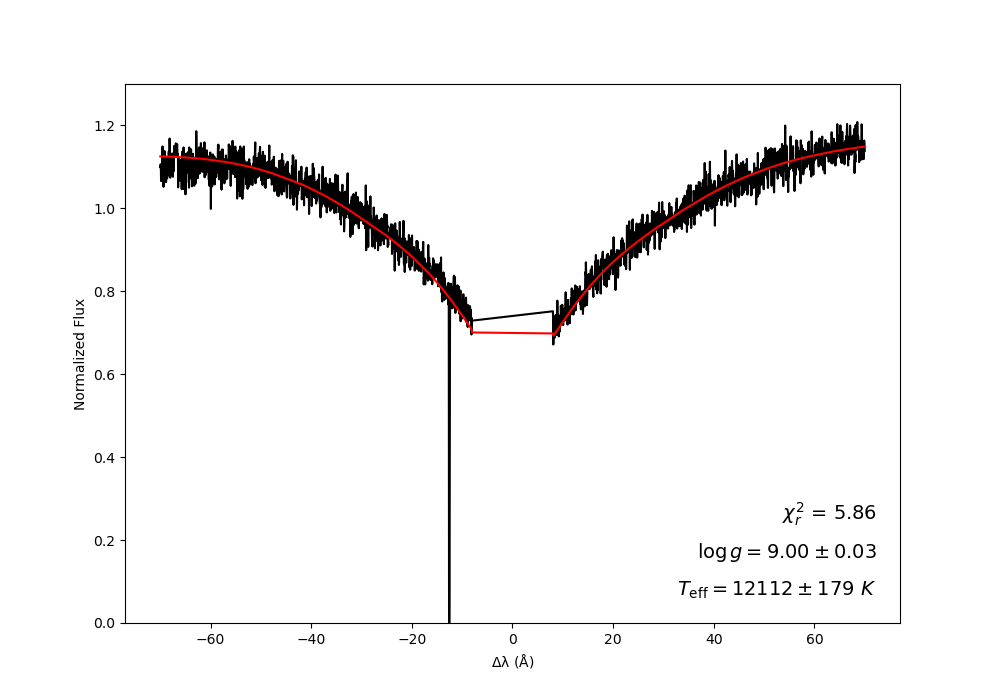 1.2
1.0
0.8
0.6
0.4
0.2
0.0
Normalized Flux
χ²ᵣ = 5.86
log g = 9.00 ± 0.03
T_eff = 12112 ± 179 K
−60 −40 −20 0 20 40 60
Δλ (Å)